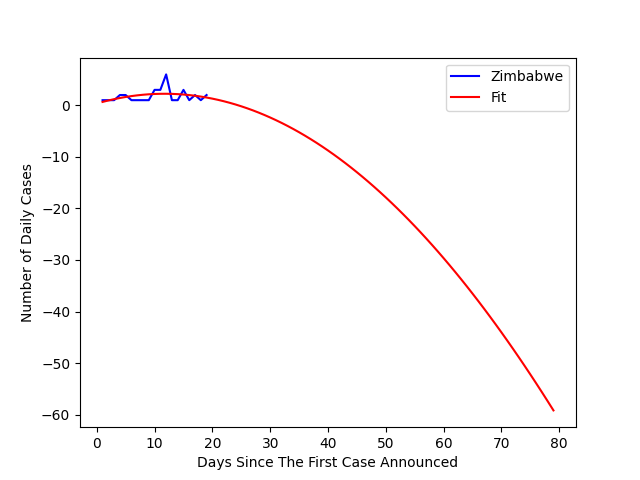 Zimbabwe
Fit
0
−10
−20
−30
−40
−50
−60
Number of Daily Cases
0 10 20 30 40 50 60 70 80
Days Since The First Case Announced